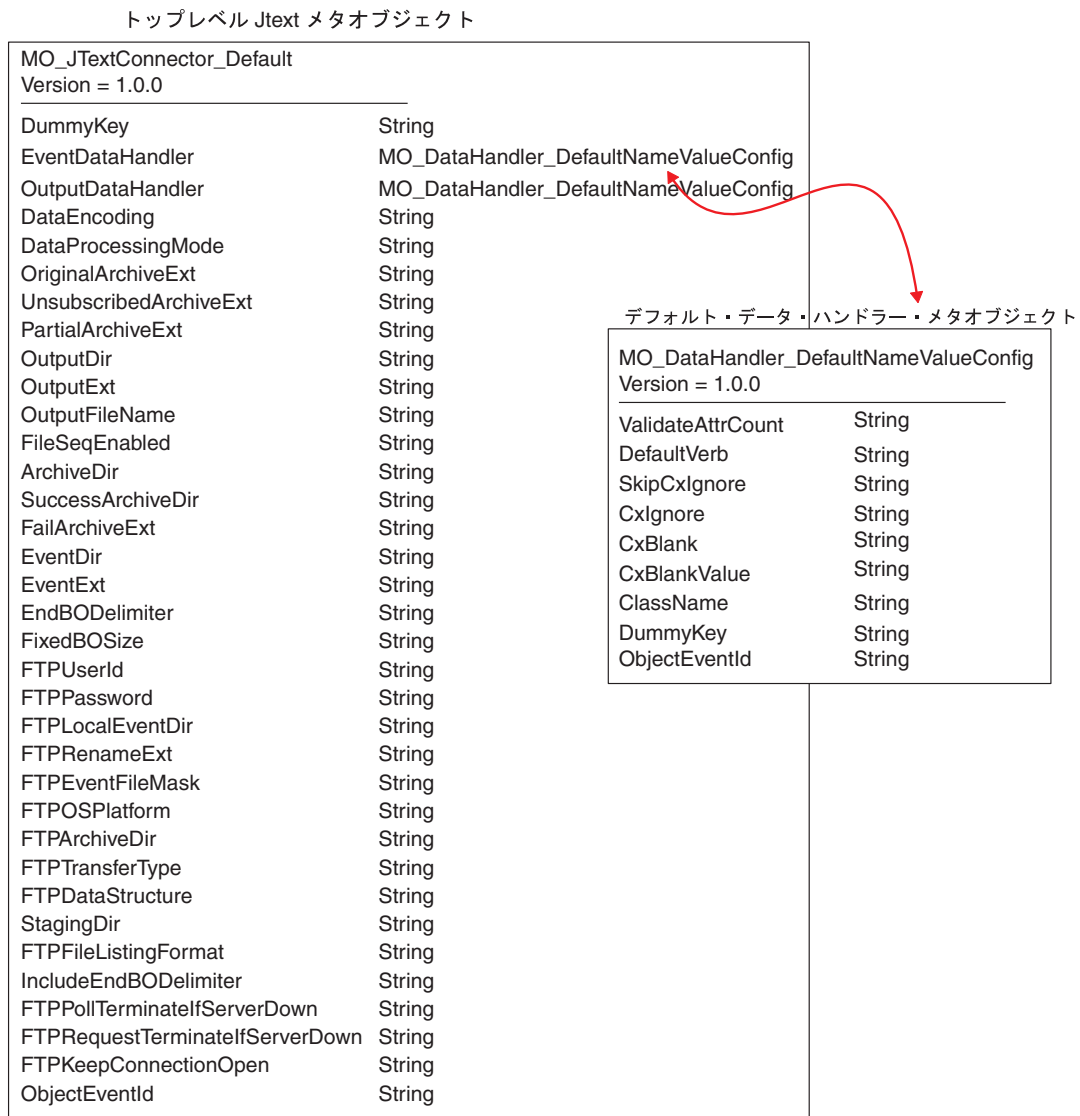 トップレベル Jtext メタオブジェクト
MO_JTextConnector_Default
Version = 1.0.0
DummyKey String
EventDataHandler MO_DataHandler_DefaultNameValueConfig
OutputDataHandler MO_DataHandler_DefaultNameValueConfig
DataEncoding String
DataProcessingMode String
OriginalArchiveExt String
UnsubscribedArchiveExt String
PartialArchiveExt String
OutputDir String
OutputExt String
OutputFileName String
FileSeqEnabled String
ArchiveDir String
SuccessArchiveDir String
FailArchiveExt String
EventDir String
EventExt String
EndBODelimiter String
FixedBOSize String
FTPUserId String
FTPPassword String
FTPLocalEventDir String
FTPRenameExt String
FTPEventFileMask String
FTPOSPlatform String
FTPArchiveDir String
FTPTransferType String
FTPDataStructure String
StagingDir String
FTPFileListingFormat String
IncludeEndBODelimiter String
FTPPollTerminateIfServerDown String
FTPRequestTerminateIfServerDown String
FTPKeepConnectionOpen String
ObjectEventId String
デフォルト・データ・ハンドラー・メタオブジェクト
MO_DataHandler_DefaultNameValueConfig
Version = 1.0.0
ValidateAttrCount String
DefaultVerb String
SkipCxIgnore String
CxIgnore String
CxBlank String
CxBlankValue String
ClassName String
DummyKey String
ObjectEventId String